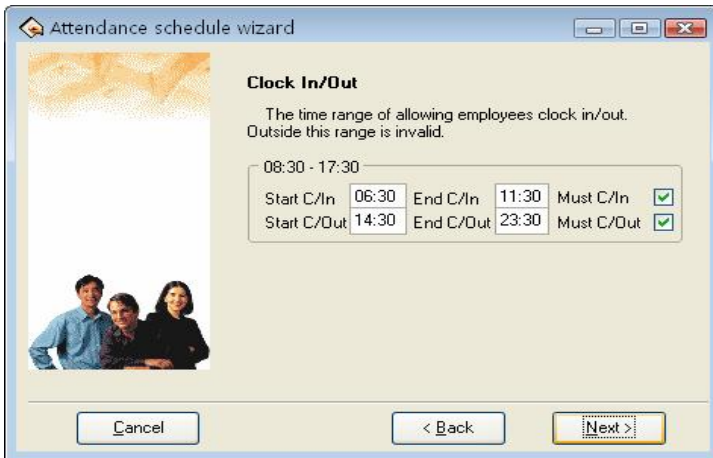 Attendance schedule wizard
Clock In/Out
The time range of allowing employees clock in/out.
Outside this range is invalid.
08:30 - 17:30
Start C/In 06:30 End C/In 11:30 Must C/In
Start C/Out 14:30 End C/Out 23:30 Must C/Out
Cancel < Back Next >